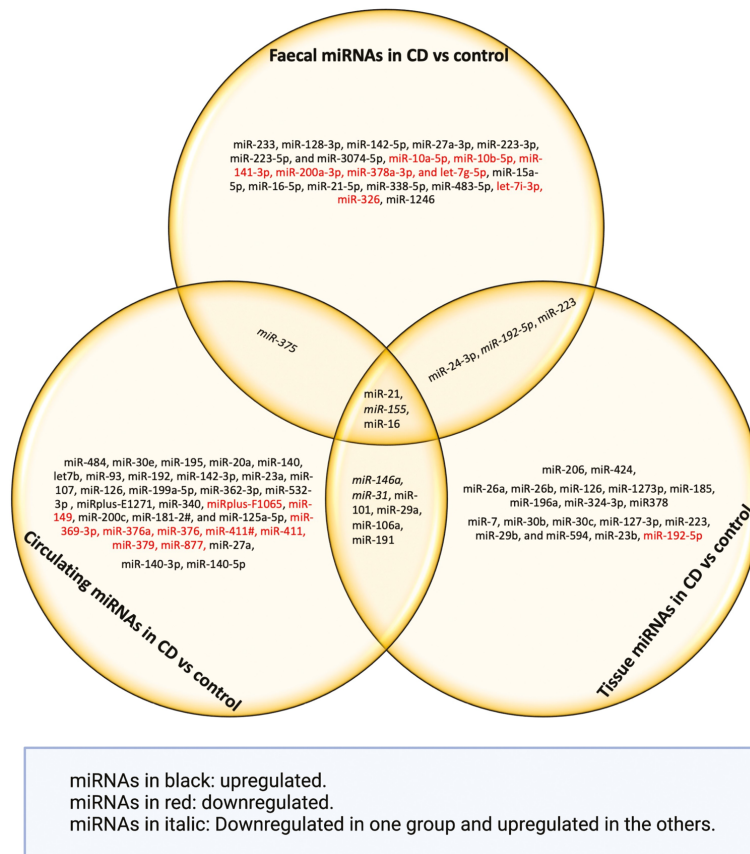 Faecal miRNAs in CD vs control
miR-233, miR-128-3p, miR-142-5p, miR-27a-3p, miR-223-3p,
miR-223-5p, and miR-3074-5p, miR-10a-5p, miR-10b-5p, miR-
141-3p, miR-200a-3p, miR-378a-3p, and let-7g-5p, miR-15a-
5p, miR-16-5p, miR-21-5p, miR-338-5p, miR-483-5p, let-7i-3p,
miR-326, miR-1246
miR-375
miR-24-3p, miR-192-5p, miR-223
miR-21,
miR-155,
miR-16
miR-484, miR-30e, miR-195, miR-20a, miR-140,
let7b, miR-93, miR-192, miR-142-3p, miR-23a, miR-
107, miR-126, miR-199a-5p, miR-362-3p, miR-532-
3p , miRplus-E1271, miR-340, miRplus-F1065, miR-
149, miR-200c, miR-181-2#, and miR-125a-5p, miR-
369-3p, miR-376a, miR-376, miR-411#, miR-411,
miR-379, miR-877, miR-27a,
miR-140-3p, miR-140-5p
Circulating miRNAs in CD vs control
miR-146a,
miR-31, miR-
101, miR-29a,
miR-106a,
miR-191
miR-206, miR-424,
miR-26a, miR-26b, miR-126, miR-1273p, miR-185,
miR-196a, miR-324-3p, miR378
miR-7, miR-30b, miR-30c, miR-127-3p, miR-223,
miR-29b, and miR-594, miR-23b, miR-192-5p
Tissue miRNAs in CD vs control
miRNAs in black: upregulated.
miRNAs in red: downregulated.
miRNAs in italic: Downregulated in one group and upregulated in the others.